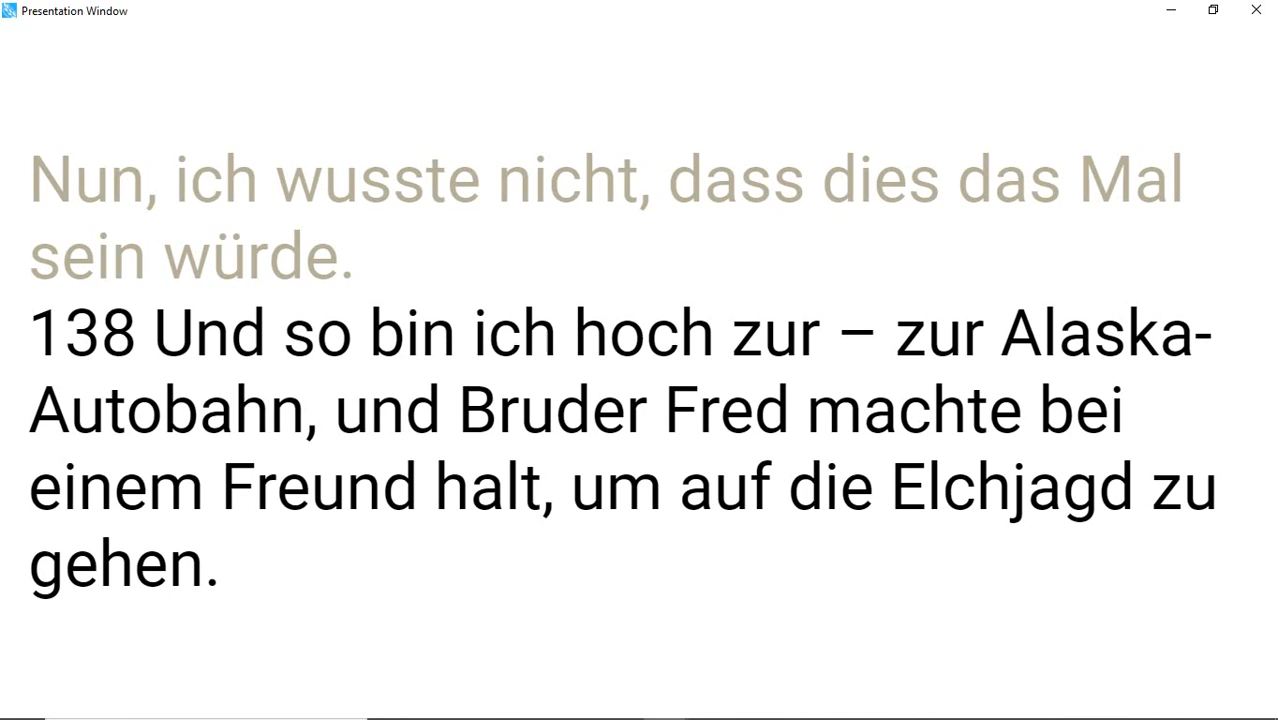 Presentation Window
Nun, ich wusste nicht, dass dies das Mal
sein würde.
138 Und so bin ich hoch zur – zur Alaska-
Autobahn, und Bruder Fred machte bei
einem Freund halt, um auf die Elchjagd zu
gehen.